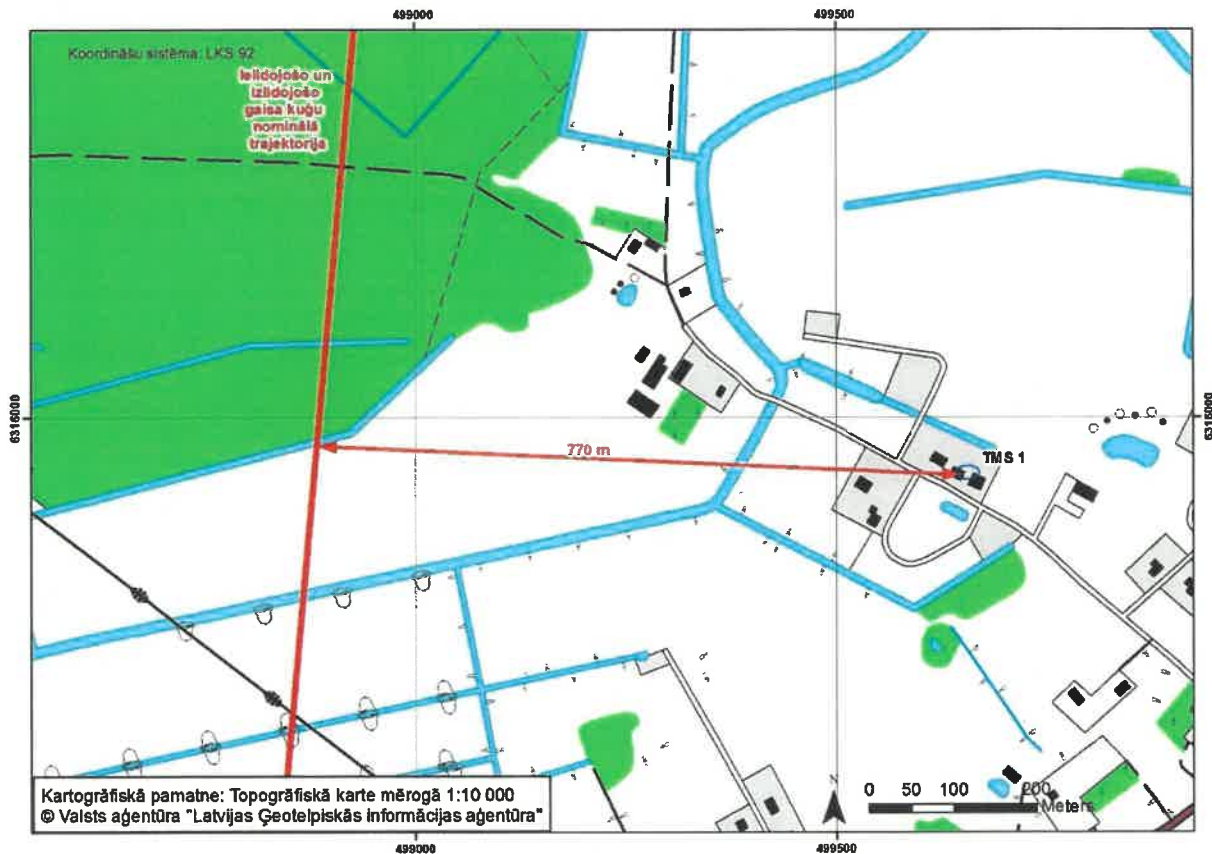 499000
499500
Koordinātu sistēma: LKS 92
Ielidojošo un
izlidojošo
gaisa kuģu
nominālā
trajektorija
6316000
6315000
770 m
TMS 1
Kartogrāfiskā pamatne: Topogrāfiskā karte mērogā 1:10 000
© Valsts aģentūra "Latvijas Ģeotelpiskās informācijas aģentūra"
0 50 100 200
Meters
499000
499500